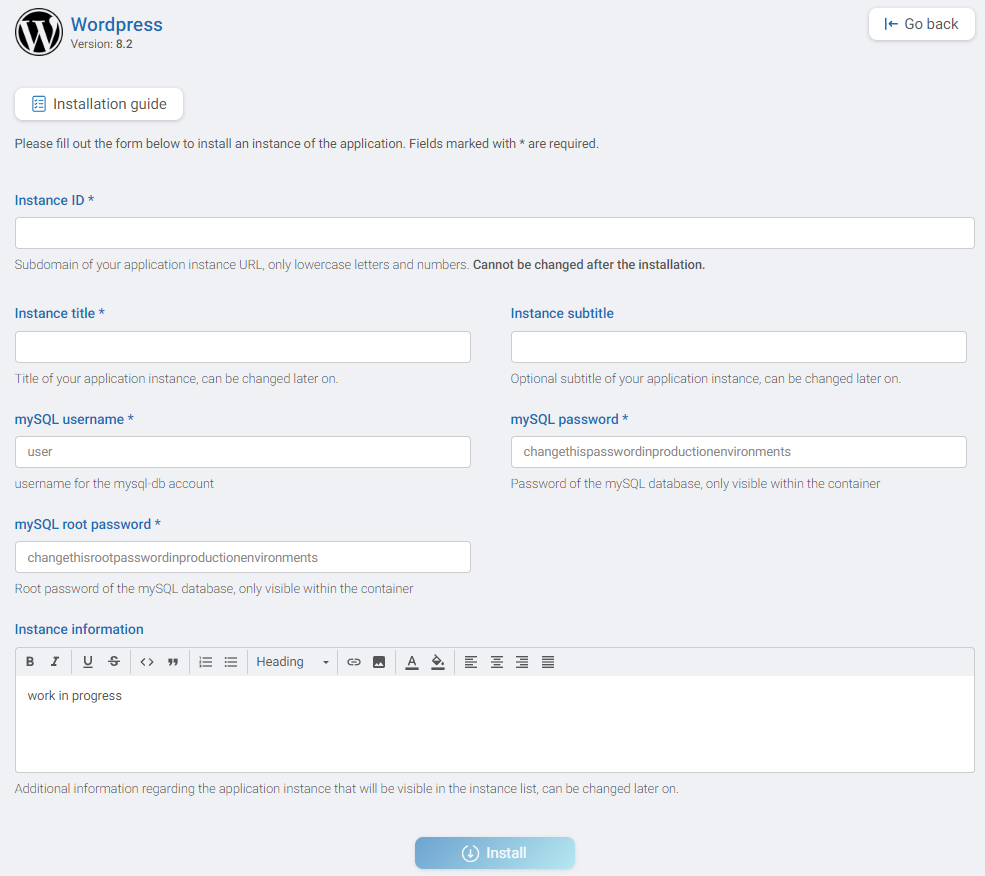 Wordpress
Version: 8.2
Go back
Installation guide
Please fill out the form below to install an instance of the application. Fields marked with * are required.
Instance ID *
Subdomain of your application instance URL, only lowercase letters and numbers. Cannot be changed after the installation.
Instance title *
Instance subtitle
Title of your application instance, can be changed later on.
Optional subtitle of your application instance, can be changed later on.
mySQL username *
mySQL password *
user
changethispasswordinproductionenvironments
username for the mysql-db account
Password of the mySQL database, only visible within the container
mySQL root password *
changethisrootpasswordinproductionenvironments
Root password of the mySQL database, only visible within the container
Instance information
Heading
work in progress
Additional information regarding the application instance that will be visible in the instance list, can be changed later on.
Install